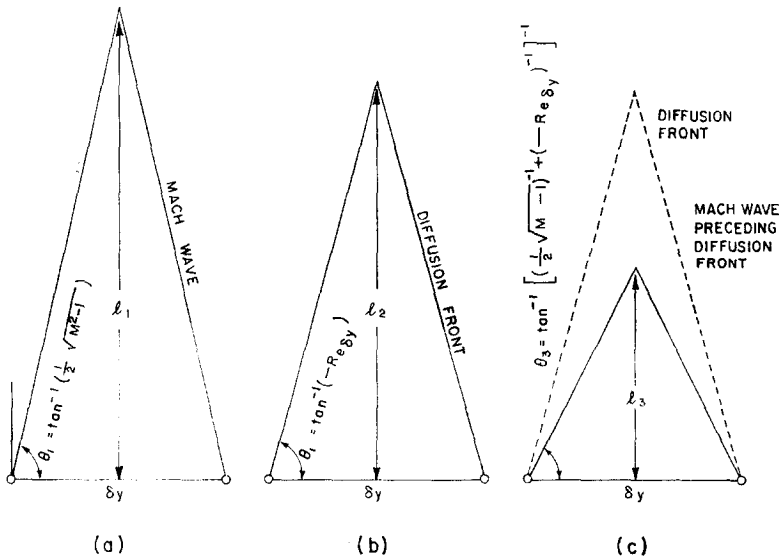 MACH WAVE
ℓ₁
θ₁ = tan⁻¹ (½ √M²−1)
δy
(a)
DIFFUSION FRONT
ℓ₂
θ₁ = tan⁻¹ (−Re δy)
δy
(b)
θ₃ = tan⁻¹ [(½ √M −1)⁻¹ + (−Re δy)⁻¹]⁻¹
DIFFUSION
FRONT
MACH WAVE
PRECEDING
DIFFUSION
FRONT
ℓ₃
δy
(c)